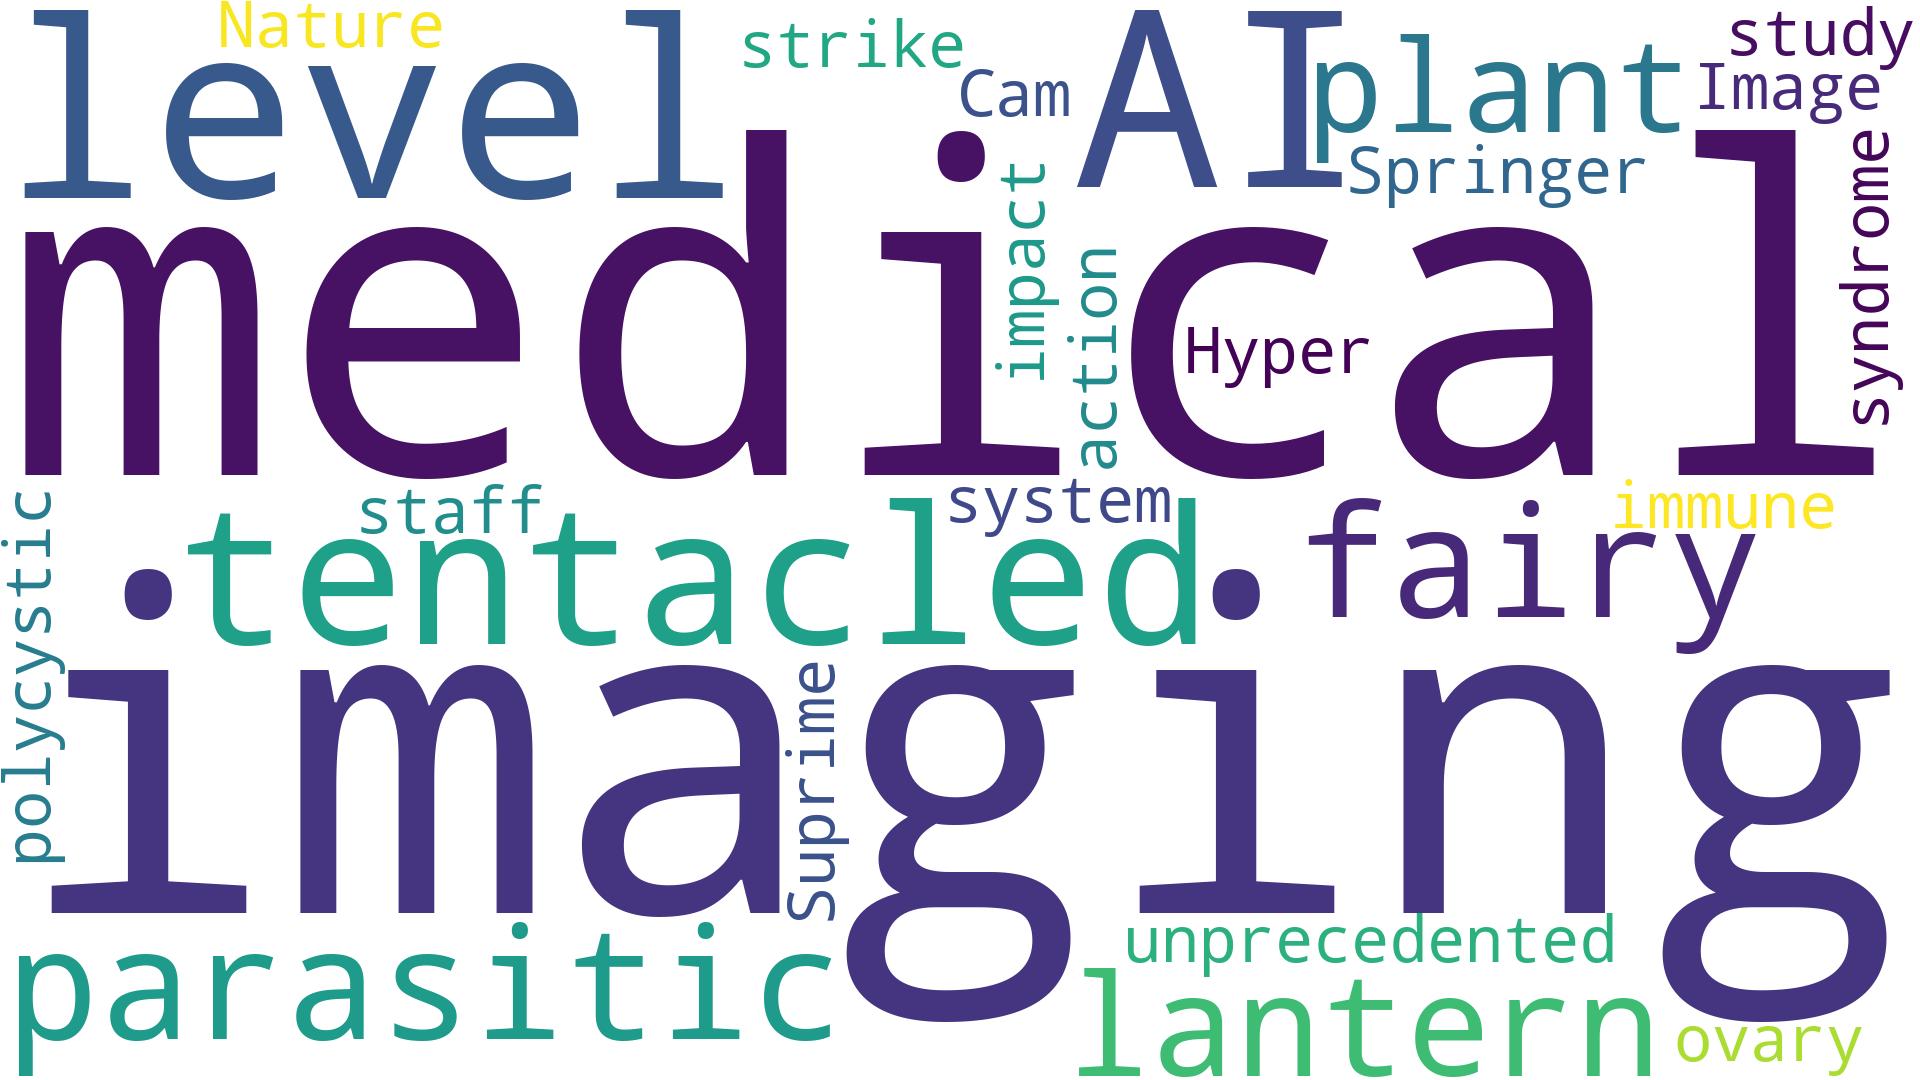 Nature
strike
study
level
AI
plant
Cam
Image
Springer
syndrome
impact
medical
action
Hyper
staff
system
immune
polycystic
tentacled
fairy
imaging
Suprime
parasitic
unprecedented
lantern
ovary